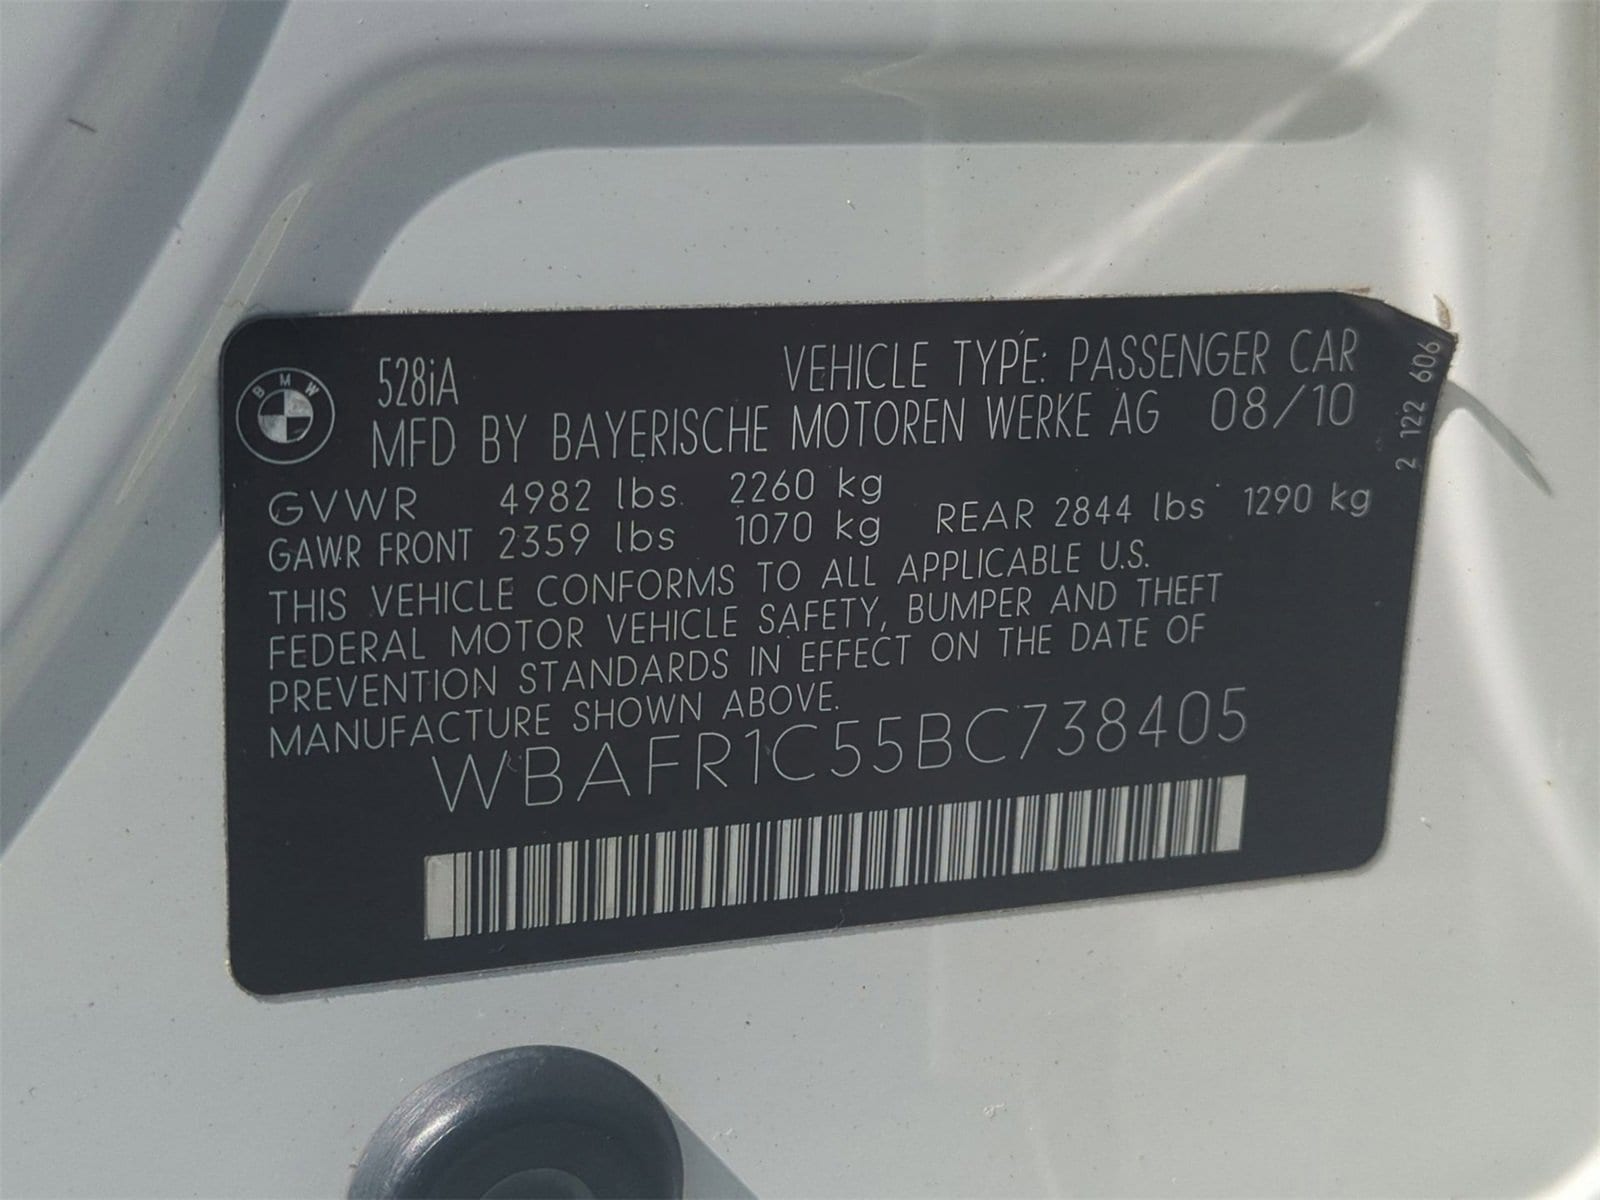 BMW
528iA VEHICLE TYPE: PASSENGER CAR
MFD BY BAYERISCHE MOTOREN WERKE AG 08/10
GVWR 4982 lbs 2260 kg
GAWR FRONT 2359 lbs 1070 kg REAR 2844 lbs 1290 kg
THIS VEHICLE CONFORMS TO ALL APPLICABLE U.S.
FEDERAL MOTOR VEHICLE SAFETY, BUMPER AND THEFT
PREVENTION STANDARDS IN EFFECT ON THE DATE OF
MANUFACTURE SHOWN ABOVE.
WBAFR1C55BC738405
2 122 606